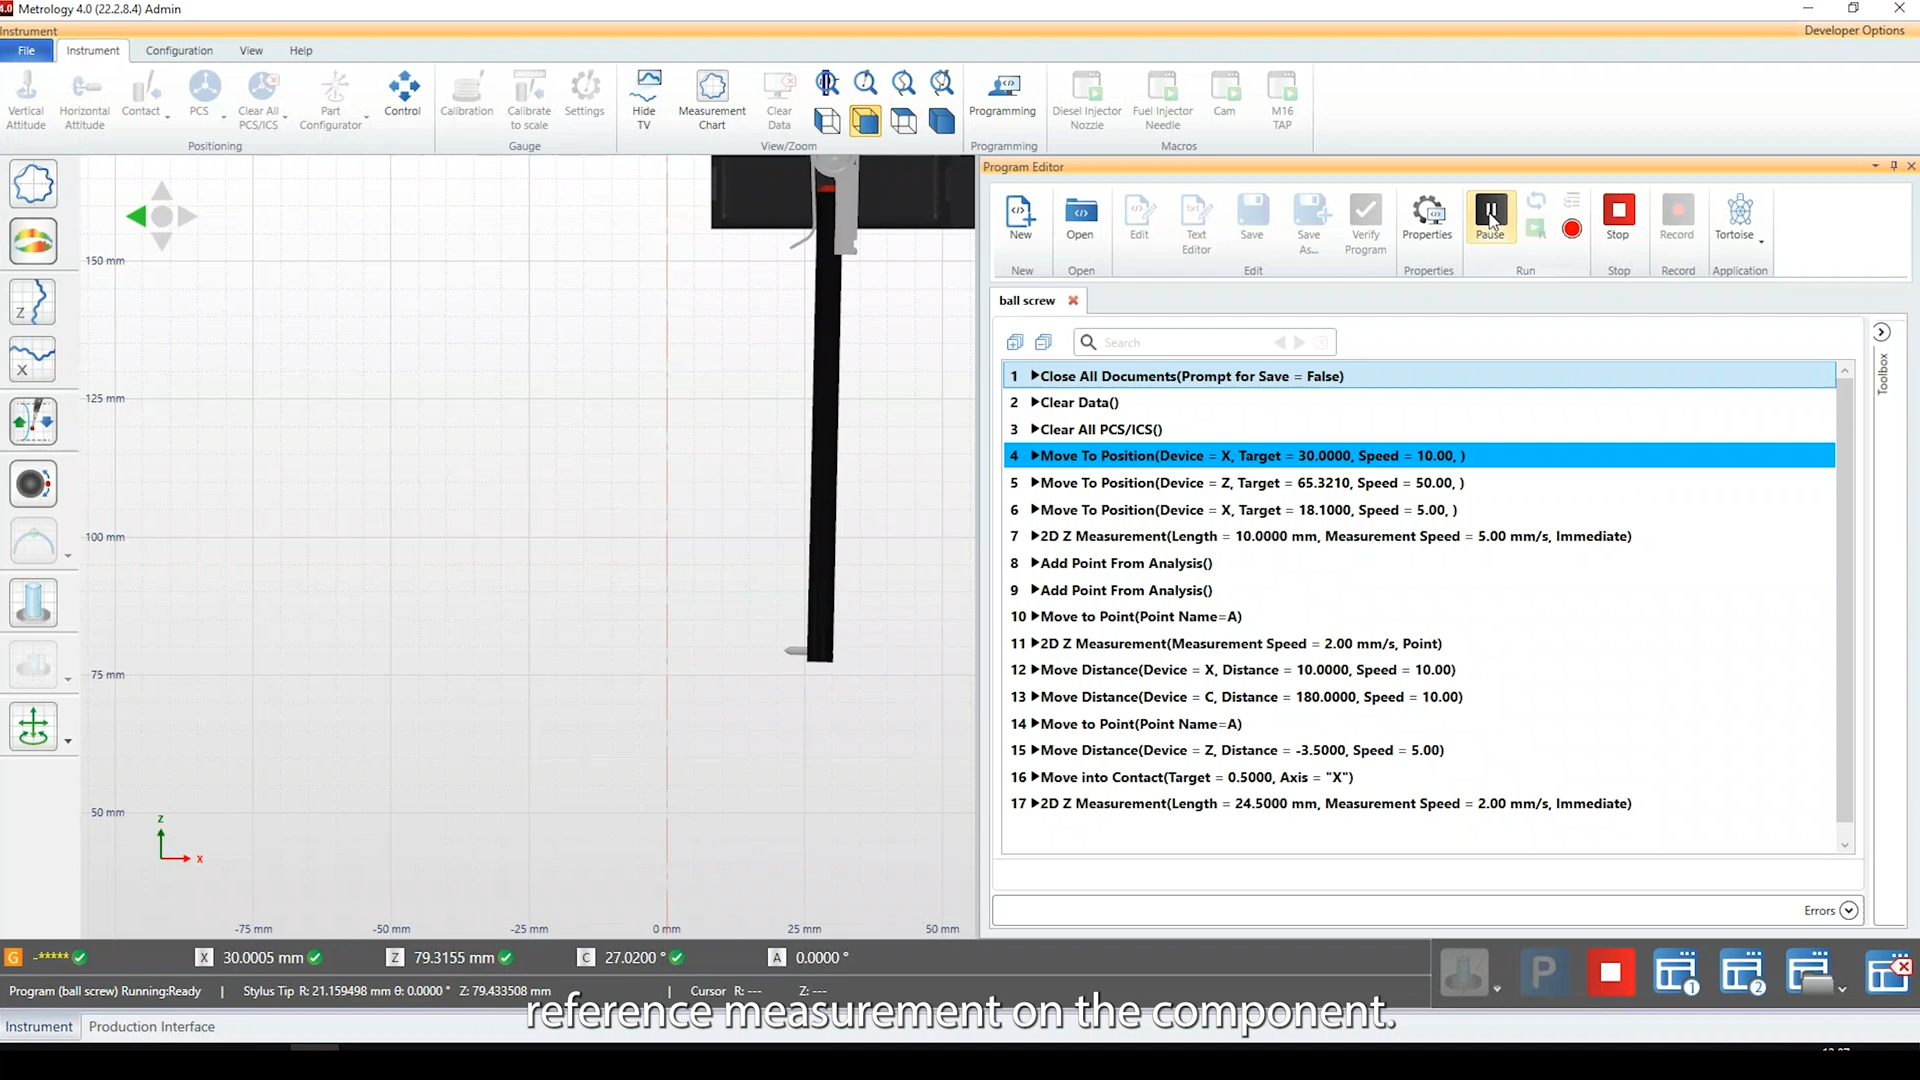 4.0 Metrology 4.0 (22.2.8.4) Admin
Instrument
Developer Options
File Instrument Configuration View Help
Vertical Attitude
Horizontal Attitude
Contact
PCS
Clear All PCS/ICS
Part Configurator
Control
Positioning
Calibration
Calibrate to scale
Settings
Gauge
Hide TV
Measurement Chart
Clear Data
View/Zoom
Programming
Programming
Diesel Injector Nozzle
Fuel Injector Needle
Cam
M16 TAP
Macros
Program Editor
New
Open
Edit
Text Editor
Save
Save As...
Verify Program
Properties
Pause
Stop
Record
Tortoise
New
Open
Edit
Properties
Run
Stop
Record
Application
ball screw
Search
Toolbox
1 Close All Documents(Prompt for Save = False)
2 Clear Data()
3 Clear All PCS/ICS()
4 Move To Position(Device = X, Target = 30.0000, Speed = 10.00, )
5 Move To Position(Device = Z, Target = 65.3210, Speed = 50.00, )
6 Move To Position(Device = X, Target = 18.1000, Speed = 5.00, )
7 2D Z Measurement(Length = 10.0000 mm, Measurement Speed = 5.00 mm/s, Immediate)
8 Add Point From Analysis()
9 Add Point From Analysis()
10 Move to Point(Point Name=A)
11 2D Z Measurement(Measurement Speed = 2.00 mm/s, Point)
12 Move Distance(Device = X, Distance = 10.0000, Speed = 10.00)
13 Move Distance(Device = C, Distance = 180.0000, Speed = 10.00)
14 Move to Point(Point Name=A)
15 Move Distance(Device = Z, Distance = -3.5000, Speed = 5.00)
16 Move into Contact(Target = 0.5000, Axis = "X")
17 2D Z Measurement(Length = 24.5000 mm, Measurement Speed = 2.00 mm/s, Immediate)
Errors
Z
X
150 mm
125 mm
100 mm
75 mm
50 mm
z
x
-75 mm -50 mm -25 mm 0 mm 25 mm 50 mm
G -***** X 30.0005 mm Z 79.3155 mm C 27.0200 ° A 0.0000 °
P 1 2
Program (ball screw) Running:Ready | Stylus Tip R: 21.159498 mm θ: 0.0000 ° Z: 79.433508 mm | Cursor R: --- Z: ---
reference measurement on the component.
Instrument Production Interface